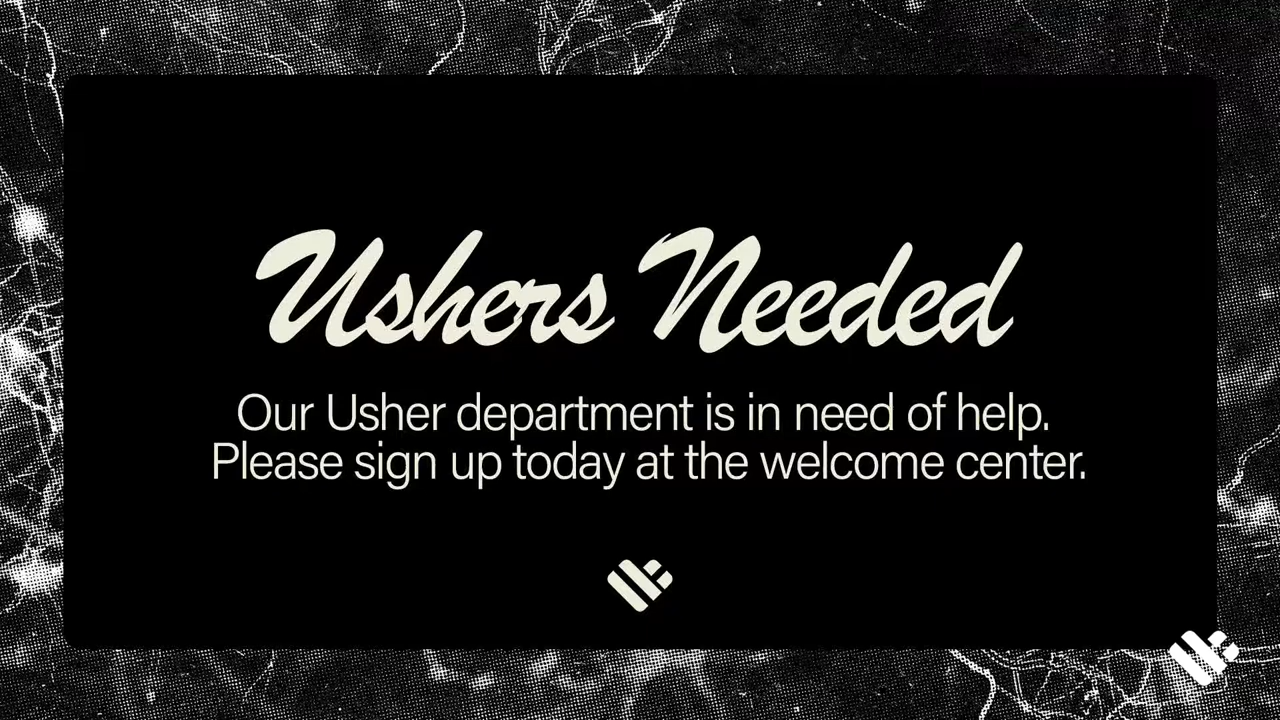 Ushers Needed
Our Usher department is in need of help.
Please sign up today at the welcome center.